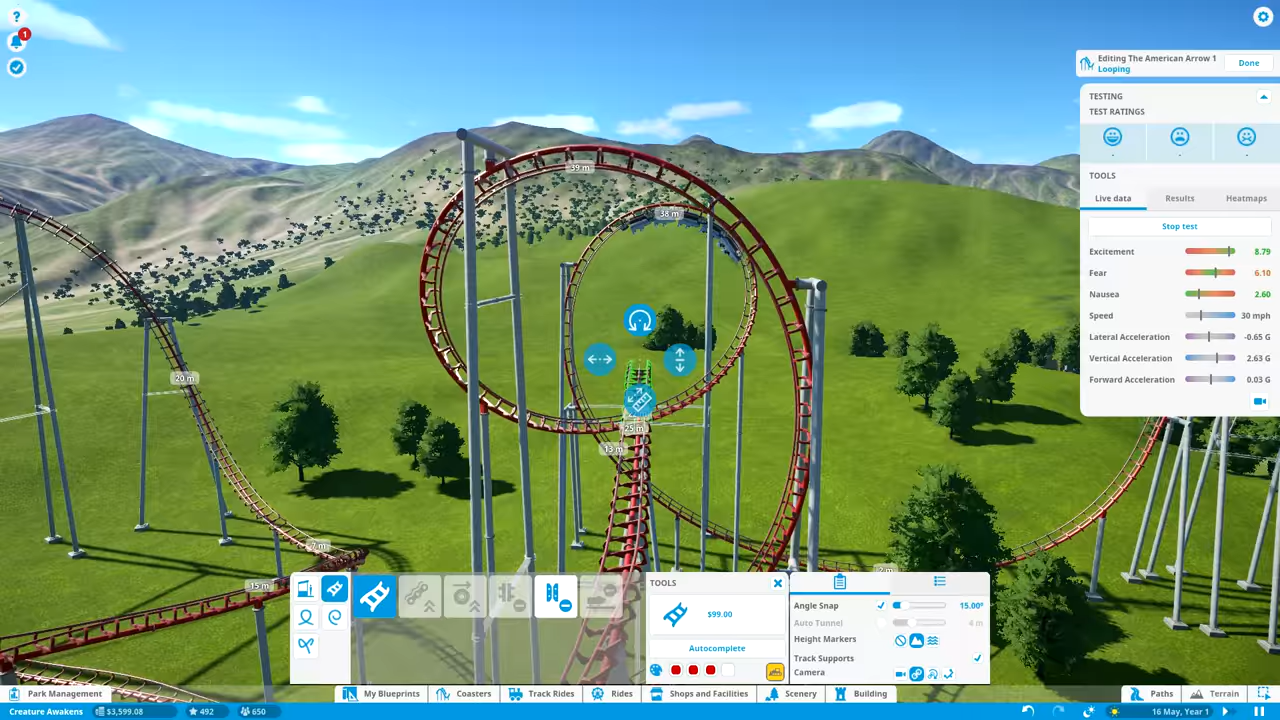 ?
1
Editing The American Arrow 1
Looping
Done
TESTING
TEST RATINGS
-
-
-
TOOLS
Live data
Results
Heatmaps
Stop test
Excitement 8.79
Fear 6.10
Nausea 2.60
Speed 30 mph
Lateral Acceleration -0.65 G
Vertical Acceleration 2.63 G
Forward Acceleration 0.03 G
39 m
38 m
20 m
25 m
13 m
7 m
15 m
TOOLS
$99.00
Autocomplete
Angle Snap 15.00°
Auto Tunnel 4 m
Height Markers
Track Supports
Camera
Park Management
My Blueprints
Coasters
Track Rides
Rides
Shops and Facilities
Scenery
Building
Paths
Terrain
Creature Awakens
$3,599.08
492
650
16 May, Year 1